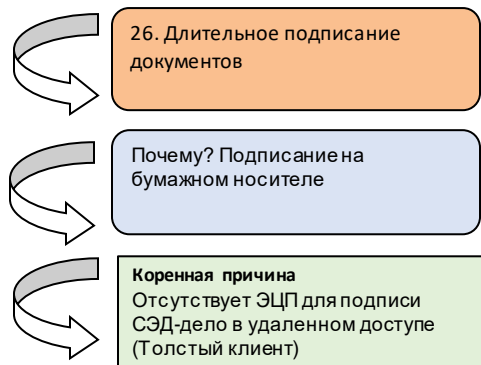 26. Длительное подписание
документов
Почему? Подписание на
бумажном носителе
Коренная причина
Отсутствует ЭЦП для подписи
СЭД-дело в удаленном доступе
(Толстый клиент)